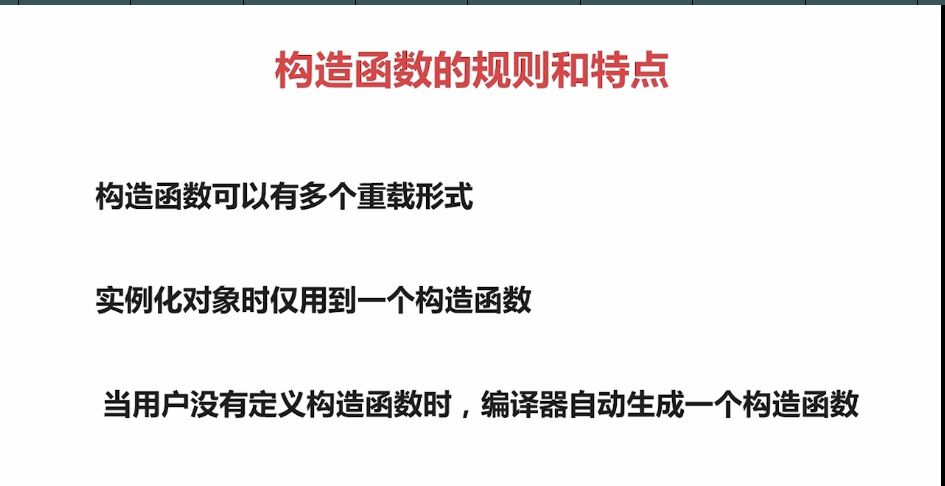 构造函数的规则和特点
构造函数可以有多个重载形式
实例化对象时仅用到一个构造函数
当用户没有定义构造函数时，编译器自动生成一个构造函数